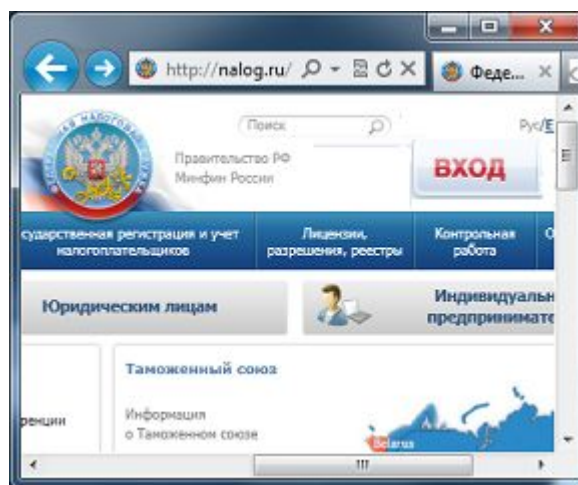 http://nalog.ru/
Феде...
Поиск
Рус/E
Правительство РФ
Минфин России
ВХОД
сударственная регистрация и учет
налогоплательщиков
Лицензии,
разрешения, реестры
Контрольная
работа
О
Юридическим лицам
Индивидуальн
предпринимате
Таможенный союз
ренции
Информация
о Таможенном союзе
Belarus